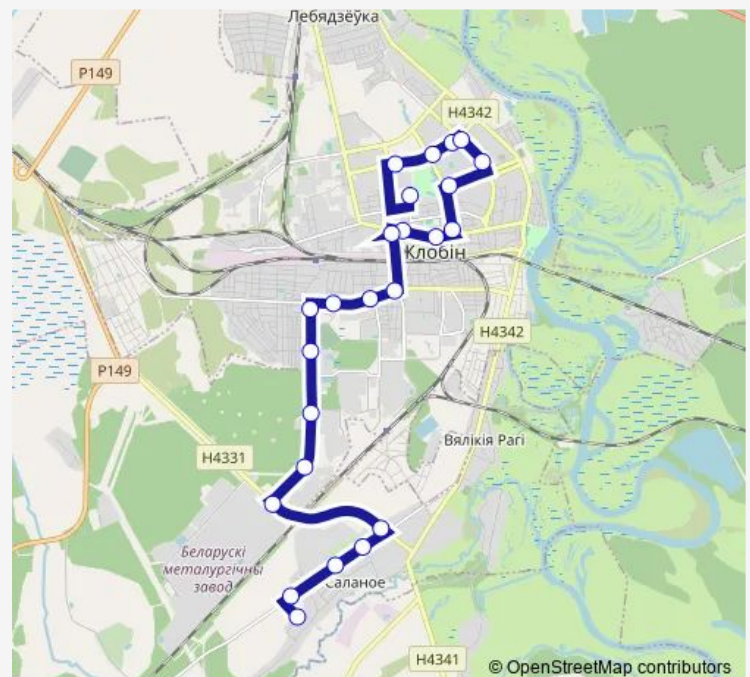 Лебядзёўка
P149
H4342
Клобін
H4342
P149
Вялікія Рагі
H4331
Беларускі
металургічны
завод
Саланое
H4341
© OpenStreetMap contributors